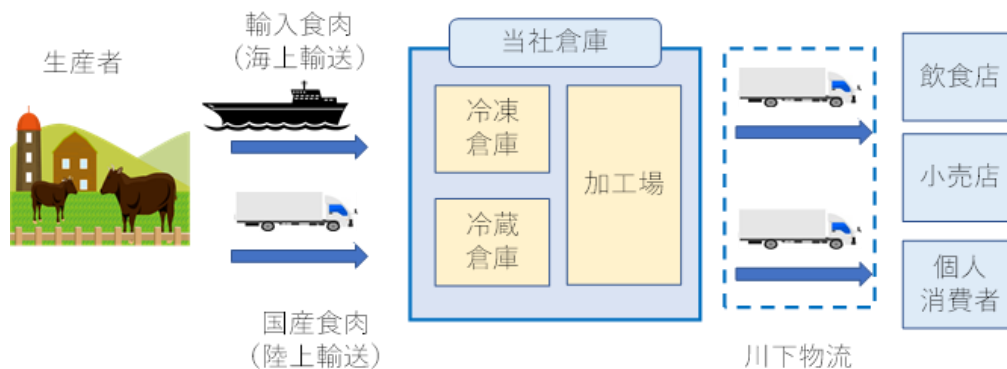 生産者
輸入食肉
（海上輸送）
国産食肉
（陸上輸送）
当社倉庫
冷凍
倉庫
冷蔵
倉庫
加工場
川下物流
飲食店
小売店
個人
消費者